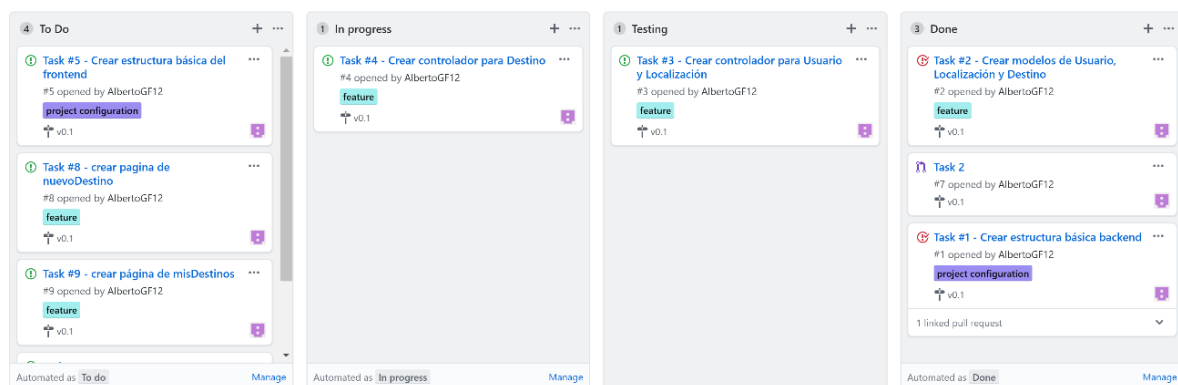 4 To Do
Task #5 - Crear estructura básica del
frontend
#5 opened by AlbertoGF12
project configuration
v0.1
Task #8 - crear pagina de
nuevoDestino
#8 opened by AlbertoGF12
feature
v0.1
Task #9 - crear página de misDestinos
#9 opened by AlbertoGF12
feature
v0.1
Automated as To do Manage
1 In progress
Task #4 - Crear controlador para Destino
#4 opened by AlbertoGF12
feature
v0.1
Automated as In progress Manage
1 Testing
Task #3 - Crear controlador para Usuario
y Localización
#3 opened by AlbertoGF12
feature
v0.1
3 Done
Task #2 - Crear modelos de Usuario,
Localización y Destino
#2 opened by AlbertoGF12
feature
v0.1
Task 2
#7 opened by AlbertoGF12
v0.1
Task #1 - Crear estructura básica backend
#1 opened by AlbertoGF12
project configuration
v0.1
1 linked pull request
Automated as Done Manage